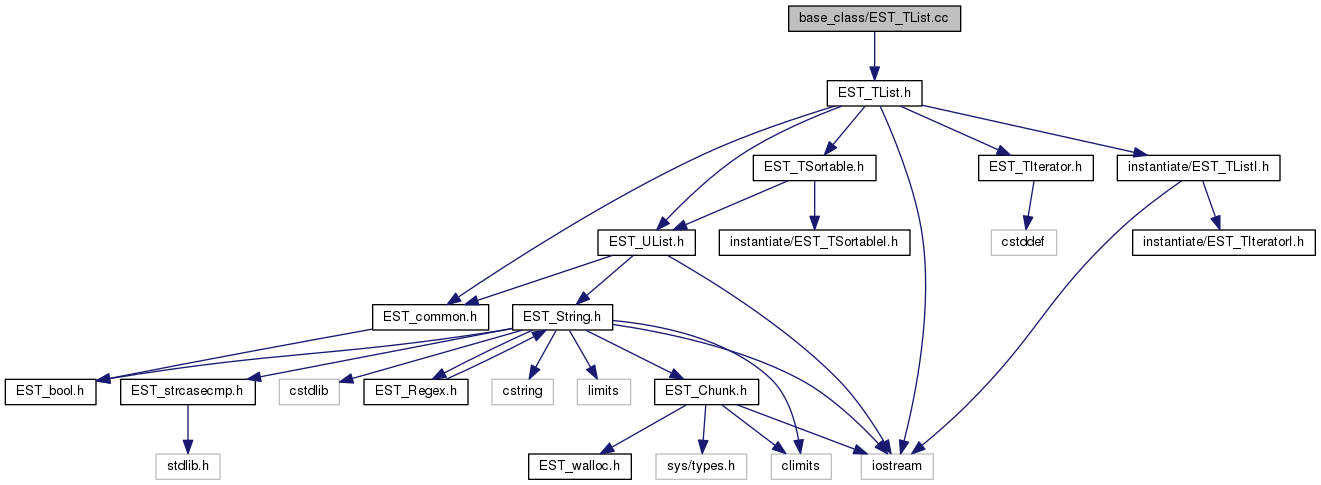 base_class/EST_TList.cc
EST_TList.h
EST_TSortable.h
EST_TIterator.h
instantiate/EST_TListI.h
EST_UList.h
instantiate/EST_TSortableI.h
cstddef
instantiate/EST_TIteratorI.h
EST_common.h
EST_String.h
EST_bool.h
EST_strcasecmp.h
cstdlib
EST_Regex.h
cstring
limits
EST_Chunk.h
stdlib.h
EST_walloc.h
sys/types.h
climits
iostream